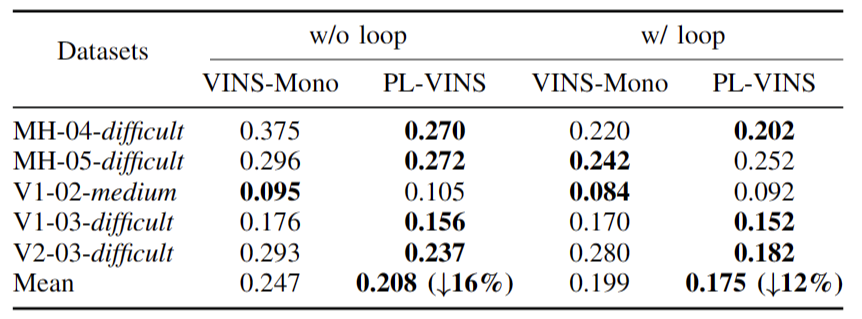 Datasets w/o loop w/ loop
VINS-Mono PL-VINS VINS-Mono PL-VINS
MH-04-difficult 0.375 0.270 0.220 0.202
MH-05-difficult 0.296 0.272 0.242 0.252
V1-02-medium 0.095 0.105 0.084 0.092
V1-03-difficult 0.176 0.156 0.170 0.152
V2-03-difficult 0.293 0.237 0.280 0.182
Mean 0.247 0.208 (↓16%) 0.199 0.175 (↓12%)